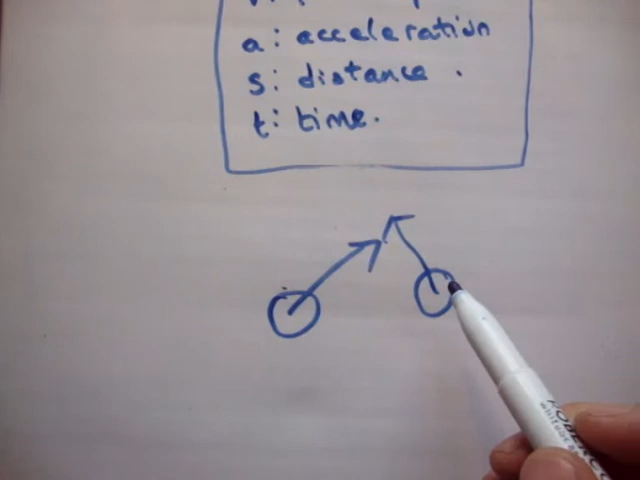 a: acceleration
s: distance.
t: time.